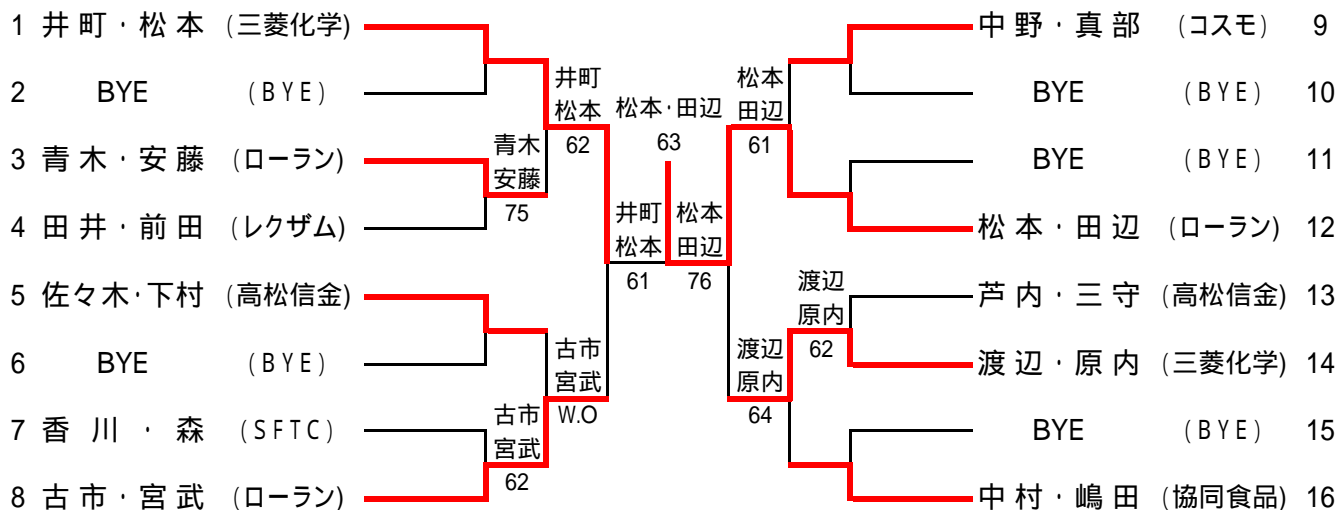 1 井町・松本 (三菱化学)
2 BYE (BYE)
3 青木・安藤 (ローラン)
4 田井・前田 (レクザム)
5 佐々木・下村 (高松信金)
6 BYE (BYE)
7 香川・森 (SFTC)
8 古市・宮武 (ローラン)
青木
安藤
75
古市
宮武
62
井町
松本
62
古市
宮武
W.O
井町
松本
61
松本・田辺
63
松本
田辺
76
松本
田辺
61
渡辺
原内
64
渡辺
原内
62
中野・真部 (コスモ) 9
BYE (BYE) 10
BYE (BYE) 11
松本・田辺 (ローラン) 12
芦内・三守 (高松信金) 13
渡辺・原内 (三菱化学) 14
BYE (BYE) 15
中村・嶋田 (協同食品) 16